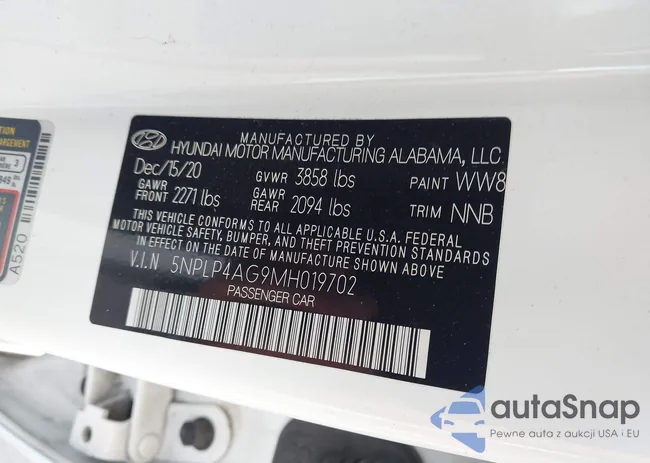 MANUFACTURED BY
HYUNDAI MOTOR MANUFACTURING ALABAMA, LLC.
Dec/15/20 GVWR 3858 lbs PAINT WW8
GAWR FRONT 2271 lbs GAWR REAR 2094 lbs TRIM NNB
THIS VEHICLE CONFORMS TO ALL APPLICABLE U.S.A. FEDERAL
MOTOR VEHICLE SAFETY, BUMPER, AND THEFT PREVENTION STANDARDS
IN EFFECT ON THE DATE OF MANUFACTURE SHOWN ABOVE.
V.I.N 5NPLP4AG9MH019702
PASSENGER CAR
A520
autaSnap
Pewne auta z aukcji USA i EU